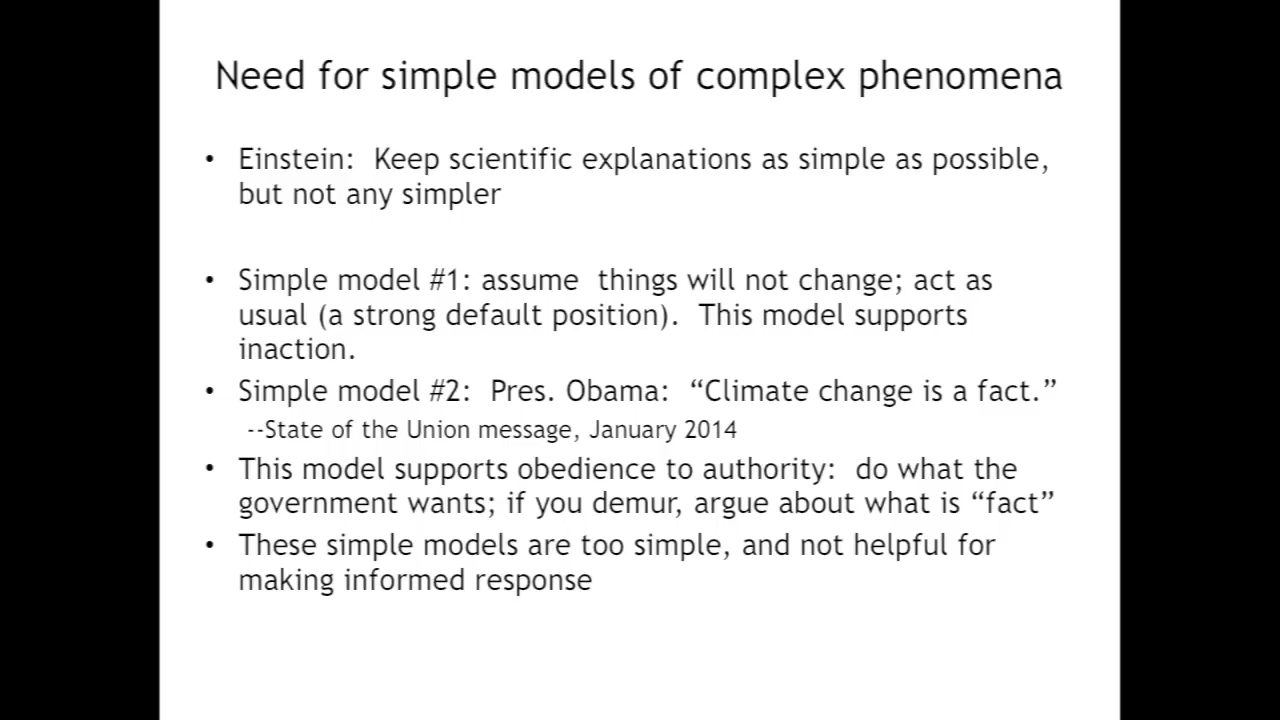 Need for simple models of complex phenomena
• Einstein:  Keep scientific explanations as simple as possible,
but not any simpler
• Simple model #1: assume  things will not change; act as
usual (a strong default position).  This model supports
inaction.
• Simple model #2:  Pres. Obama:  “Climate change is a fact.”
--State of the Union message, January 2014
• This model supports obedience to authority:  do what the
government wants; if you demur, argue about what is “fact”
• These simple models are too simple, and not helpful for
making informed response